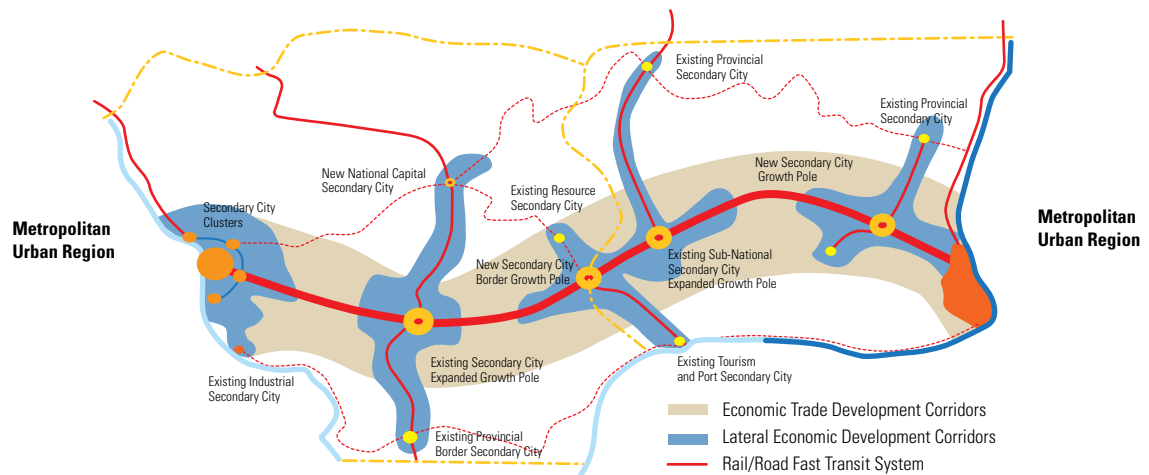 Existing Provincial
Secondary City
Existing Provincial
Secondary City
New Secondary City
Growth Pole
New National Capital
Secondary City
Existing Resource
Secondary City
Secondary City
Clusters
Metropolitan
Urban Region
Metropolitan
Urban Region
New Secondary City
Border Growth Pole
Existing Sub-National
Secondary City
Expanded Growth Pole
Existing Secondary City
Expanded Growth Pole
Existing Tourism
and Port Secondary City
Existing Industrial
Secondary City
Existing Provincial
Border Secondary City
Economic Trade Development Corridors
Lateral Economic Development Corridors
Rail/Road Fast Transit System